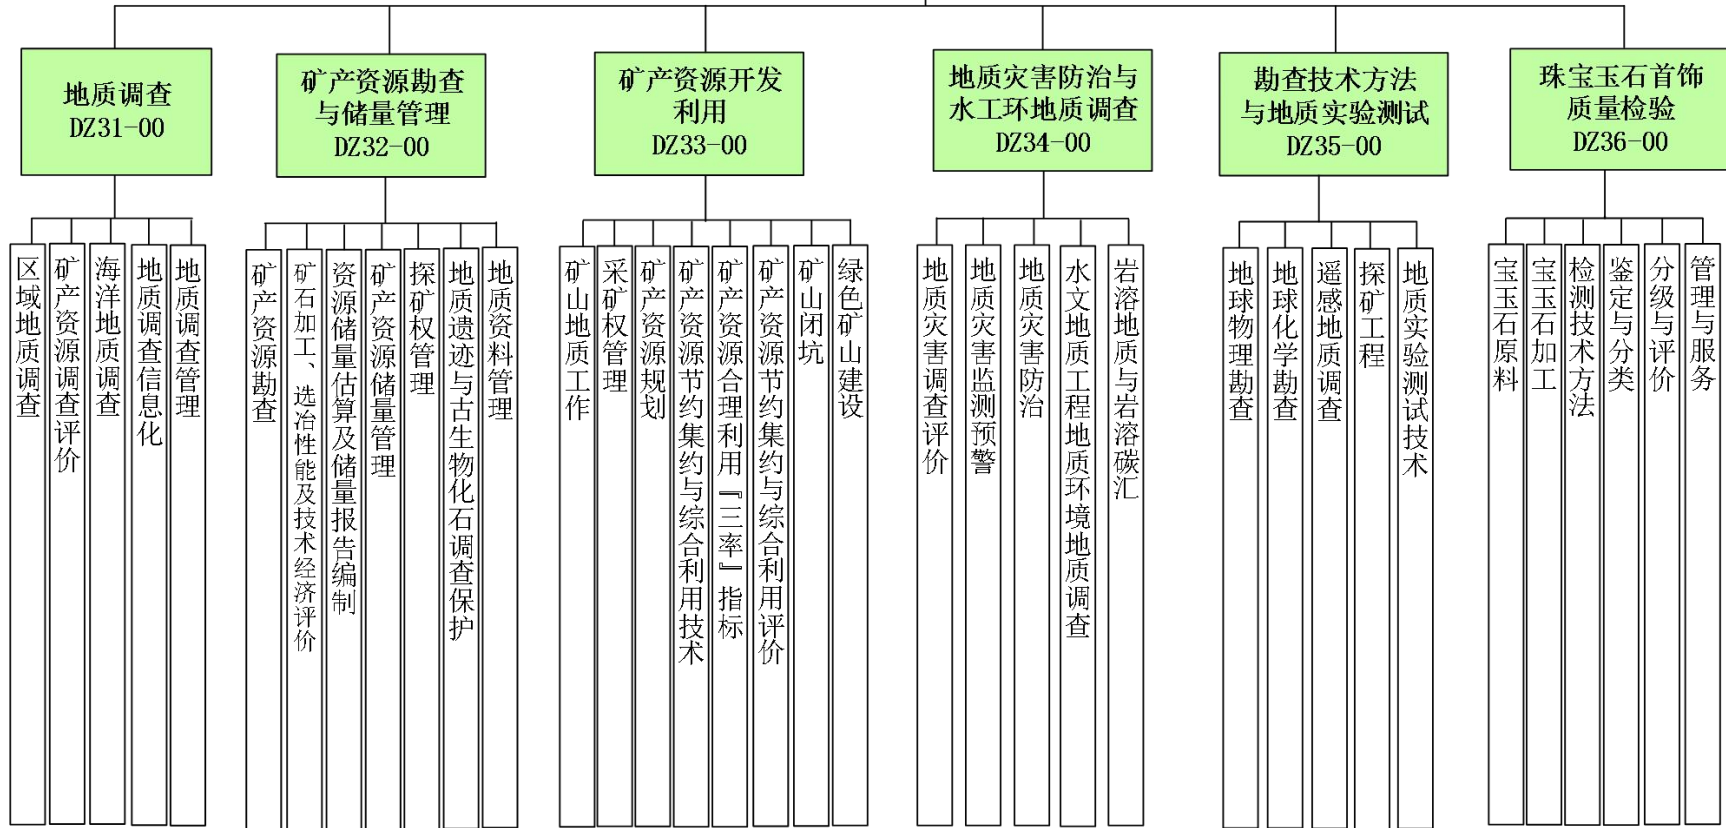 地质调查
DZ31-00
矿产资源勘查
与储量管理
DZ32-00
矿产资源开发
利用
DZ33-00
地质灾害防治与
水工环地质调查
DZ34-00
勘查技术方法
与地质实验测试
DZ35-00
珠宝玉石首饰
质量检验
DZ36-00
区域地质调查
矿产资源调查评价
海洋地质调查
地质调查信息化
地质调查管理
矿产资源勘查
矿石加工、选冶性能及技术经济评价
资源储量估算及储量报告编制
矿产资源储量管理
探矿权管理
地质遗迹与古生物化石调查保护
地质资料管理
矿山地质工作
采矿权管理
矿产资源规划
矿产资源节约集约与综合利用技术
矿产资源合理利用『三率』指标
矿产资源节约集约与综合利用评价
矿山闭坑
绿色矿山建设
地质灾害调查评价
地质灾害监测预警
地质灾害防治
水文地质工程地质环境地质调查
岩溶地质与岩溶碳汇
地球物理勘查
地球化学勘查
遥感地质调查
探矿工程
地质实验测试技术
宝玉石原料
宝玉石加工
检测技术方法
鉴定与分类
分级与评价
管理与服务